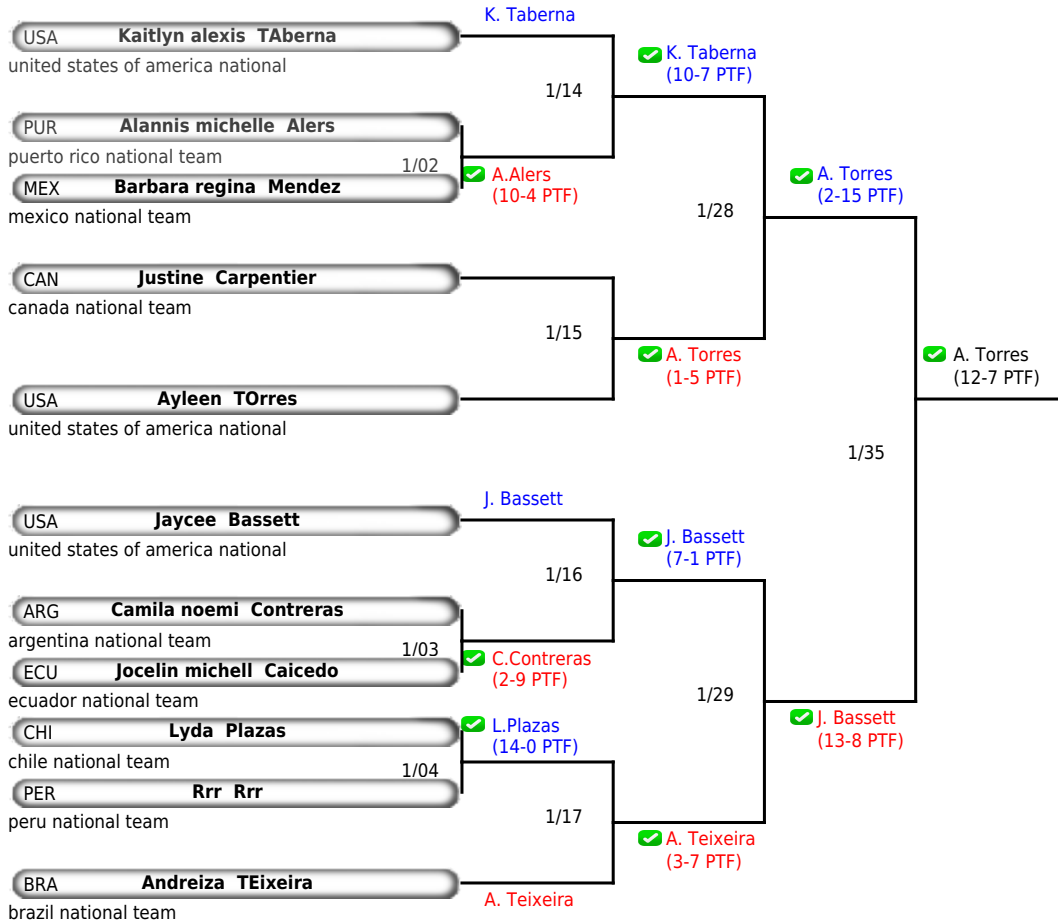 K. Taberna
USA Kaitlyn alexis TAberna
united states of america national
K. Taberna
(10-7 PTF)
1/14
PUR Alannis michelle Alers
puerto rico national team
1/02
MEX Barbara regina Mendez
mexico national team
A.Alers
(10-4 PTF)
A. Torres
(2-15 PTF)
1/28
CAN Justine Carpentier
canada national team
1/15
A. Torres
(1-5 PTF)
A. Torres
(12-7 PTF)
USA Ayleen TOrres
united states of america national
1/35
J. Bassett
USA Jaycee Bassett
united states of america national
J. Bassett
(7-1 PTF)
1/16
ARG Camila noemi Contreras
argentina national team
1/03
ECU Jocelin michell Caicedo
ecuador national team
C.Contreras
(2-9 PTF)
1/29
CHI Lyda Plazas
chile national team
L.Plazas
(14-0 PTF)
J. Bassett
(13-8 PTF)
1/04
PER Rrr Rrr
peru national team
1/17
A. Teixeira
(3-7 PTF)
BRA Andreiza TEixeira
brazil national team
A. Teixeira